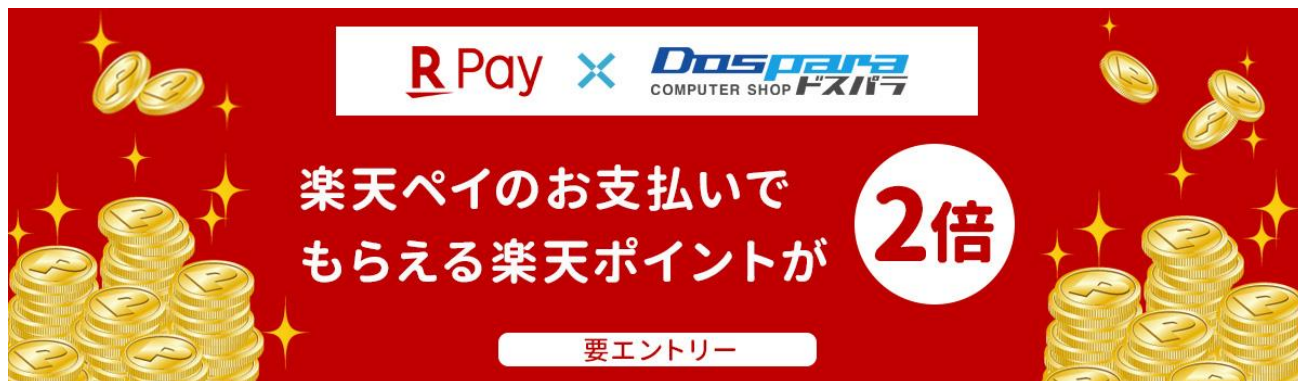 R Pay × Dospara
COMPUTER SHOP ドスパラ
楽天ペイのお支払いで
もらえる楽天ポイントが
2倍
要エントリー